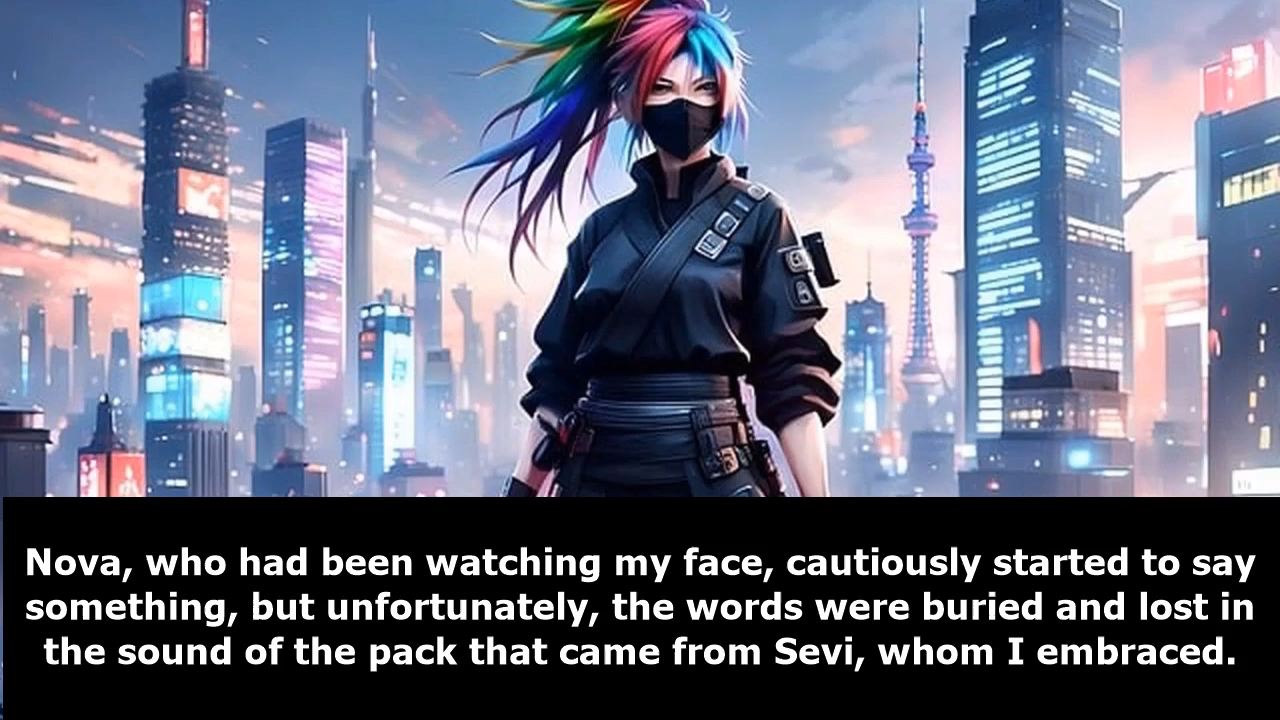 Nova, who had been watching my face, cautiously started to say
something, but unfortunately, the words were buried and lost in
the sound of the pack that came from Sevi, whom I embraced.